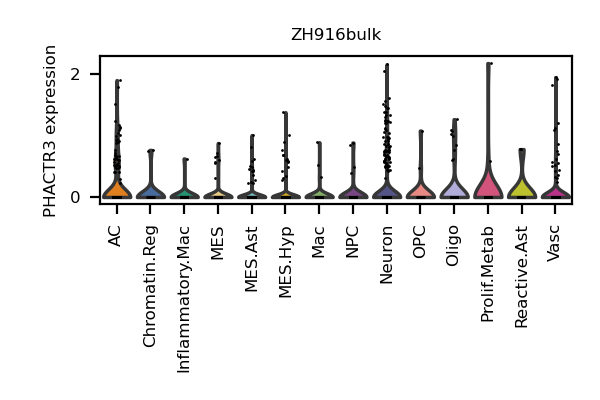 ZH916bulk
PHACTR3 expression
2
0
AC
Chromatin.Reg
Inflammatory.Mac
MES
MES.Ast
MES.Hyp
Mac
NPC
Neuron
OPC
Oligo
Prolif.Metab
Reactive.Ast
Vasc